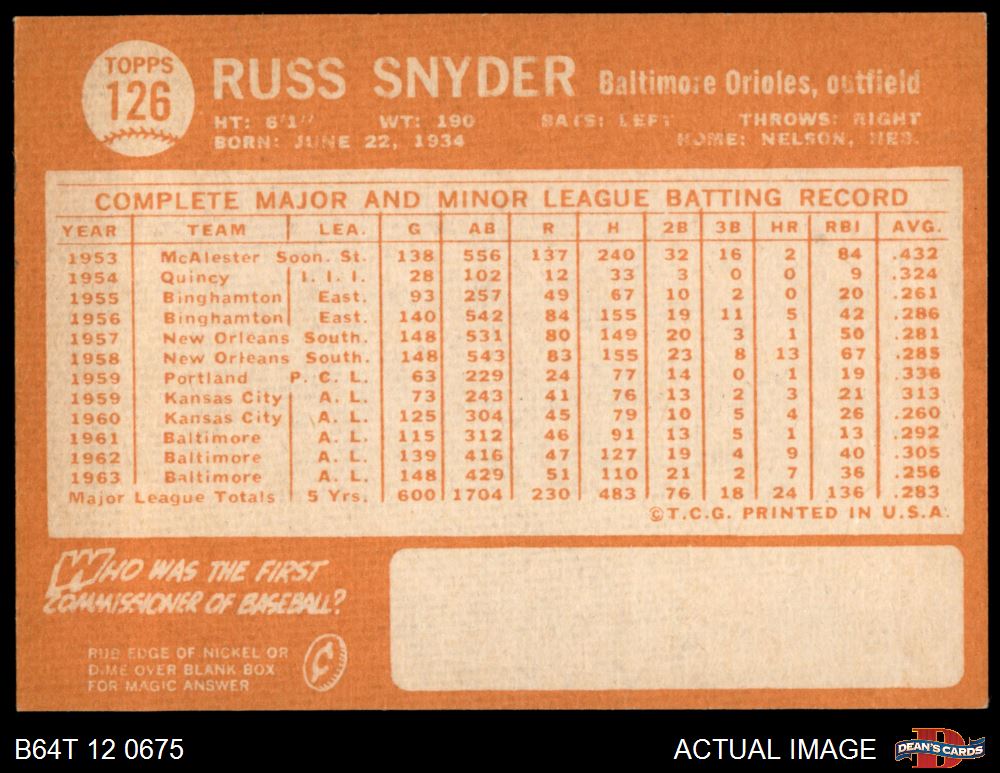 TOPPS
126
RUSS SNYDER Baltimore Orioles, outfield
HT: 6'1" WT: 190 BATS: LEFT THROWS: RIGHT
BORN: JUNE 22, 1934 HOME: NELSON, NEB.
COMPLETE MAJOR AND MINOR LEAGUE BATTING RECORD
YEAR TEAM LEA. G AB R H 2B 3B HR RBI AVG.
1953 McAlester Soon. St. 138 556 137 240 32 16 2 84 .432
1954 Quincy I. I. I. 28 102 12 33 3 0 0 9 .324
1955 Binghamton East. 93 257 49 67 10 2 0 20 .261
1956 Binghamton East. 140 542 84 155 19 11 5 42 .286
1957 New Orleans South. 148 531 80 149 20 3 1 50 .281
1958 New Orleans South. 148 543 83 155 23 8 13 67 .285
1959 Portland P. C. L. 63 229 24 77 14 0 1 19 .336
1959 Kansas City A. L. 73 243 41 76 13 2 3 21 .313
1960 Kansas City A. L. 125 304 45 79 10 5 4 26 .260
1961 Baltimore A. L. 115 312 46 91 13 5 1 13 .292
1962 Baltimore A. L. 139 416 47 127 19 4 9 40 .305
1963 Baltimore A. L. 148 429 51 110 21 2 7 36 .256
Major League Totals 5 Yrs. 600 1704 230 483 76 18 24 136 .283
©T.C.G. PRINTED IN U.S.A.
WHO WAS THE FIRST
COMMISSIONER OF BASEBALL?
RUB EDGE OF NICKEL OR
DIME OVER BLANK BOX
FOR MAGIC ANSWER
B64T 12 0675
ACTUAL IMAGE
DEAN'S CARDS